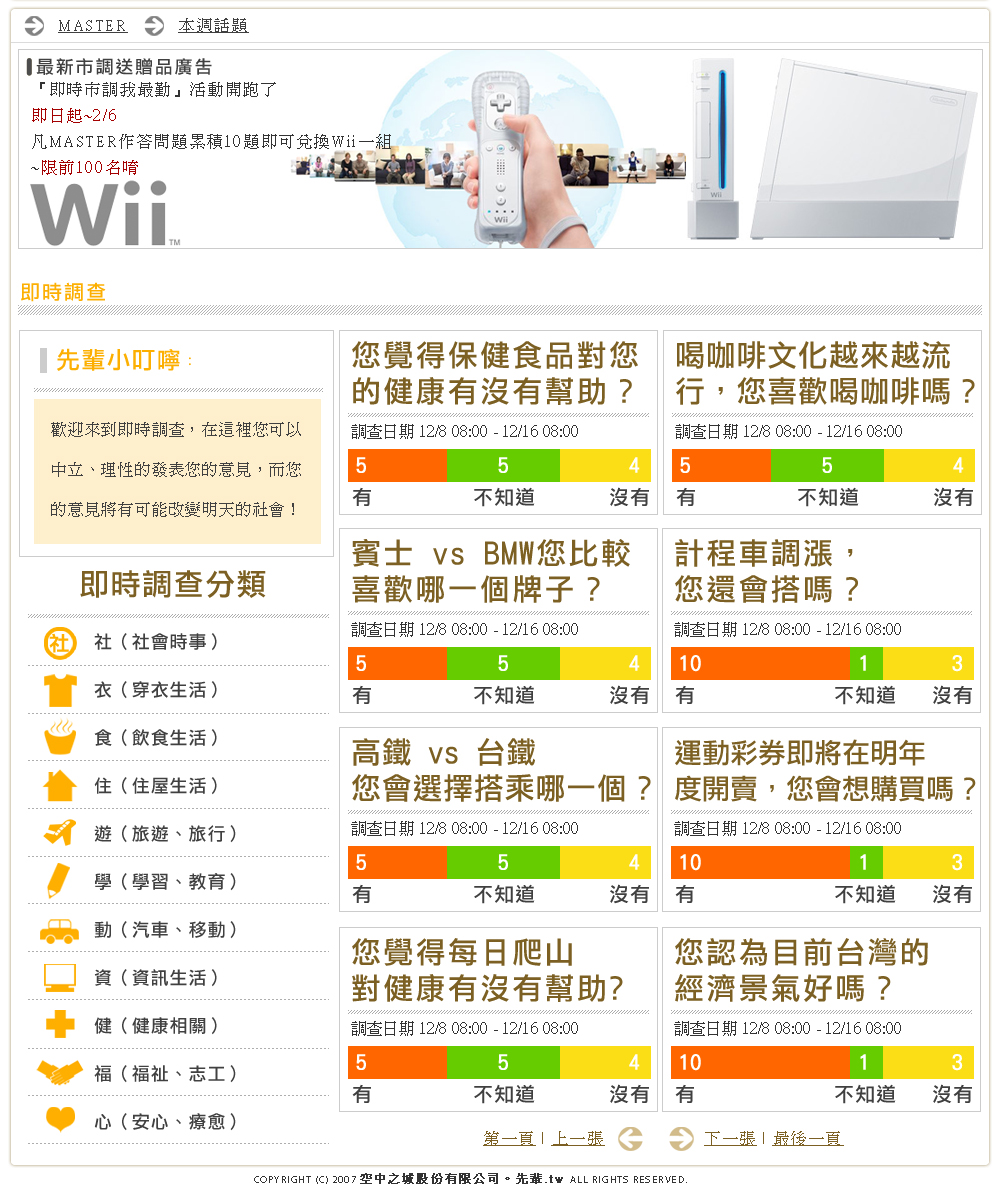 MASTER 本週話題
最新市調送贈品廣告
「即時市調我最勤」活動開跑了
即日起~2/6
凡MASTER作答問題累積10題即可兌換Wii一組
~限前100名唷
Wii™
Wii
Wii
Nintendo
即時調查
先輩小叮嚀：
歡迎來到即時調查，在這裡您可以
中立、理性的發表您的意見，而您
的意見將有可能改變明天的社會！
即時調查分類
社 社（社會時事）
衣（穿衣生活）
食（飲食生活）
住（住屋生活）
遊（旅遊、旅行）
學（學習、教育）
動（汽車、移動）
資（資訊生活）
健（健康相關）
福（福祉、志工）
心（安心、療愈）
您覺得保健食品對您
的健康有沒有幫助？
調查日期 12/8 08:00 - 12/16 08:00
5 5 4
有 不知道 沒有
喝咖啡文化越來越流
行，您喜歡喝咖啡嗎？
調查日期 12/8 08:00 - 12/16 08:00
5 5 4
有 不知道 沒有
賓士 vs BMW您比較
喜歡哪一個牌子？
調查日期 12/8 08:00 - 12/16 08:00
5 5 4
有 不知道 沒有
計程車調漲，
您還會搭嗎？
調查日期 12/8 08:00 - 12/16 08:00
10 1 3
有 不知道 沒有
高鐵 vs 台鐵
您會選擇搭乘哪一個？
調查日期 12/8 08:00 - 12/16 08:00
5 5 4
有 不知道 沒有
運動彩券即將在明年
度開賣，您會想購買嗎？
調查日期 12/8 08:00 - 12/16 08:00
10 1 3
有 不知道 沒有
您覺得每日爬山
對健康有沒有幫助?
調查日期 12/8 08:00 - 12/16 08:00
5 5 4
有 不知道 沒有
您認為目前台灣的
經濟景氣好嗎？
調查日期 12/8 08:00 - 12/16 08:00
10 1 3
有 不知道 沒有
第一頁 | 上一張 下一張 | 最後一頁
COPYRIGHT (C) 2007 空中之城股份有限公司。先輩.tw ALL RIGHTS RESERVED.